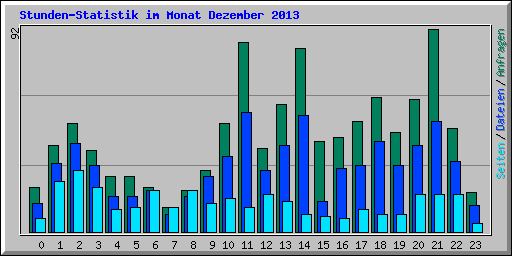 Stunden-Statistik im Monat Dezember 2013
92
Seiten / Dateien / Anfragen
0 1 2 3 4 5 6 7 8 9 10 11 12 13 14 15 16 17 18 19 20 21 22 23